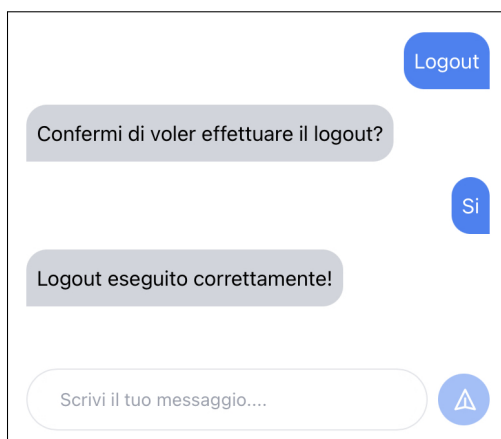 Logout
Confermi di voler effettuare il logout?
Si
Logout eseguito correttamente!
Scrivi il tuo messaggio....